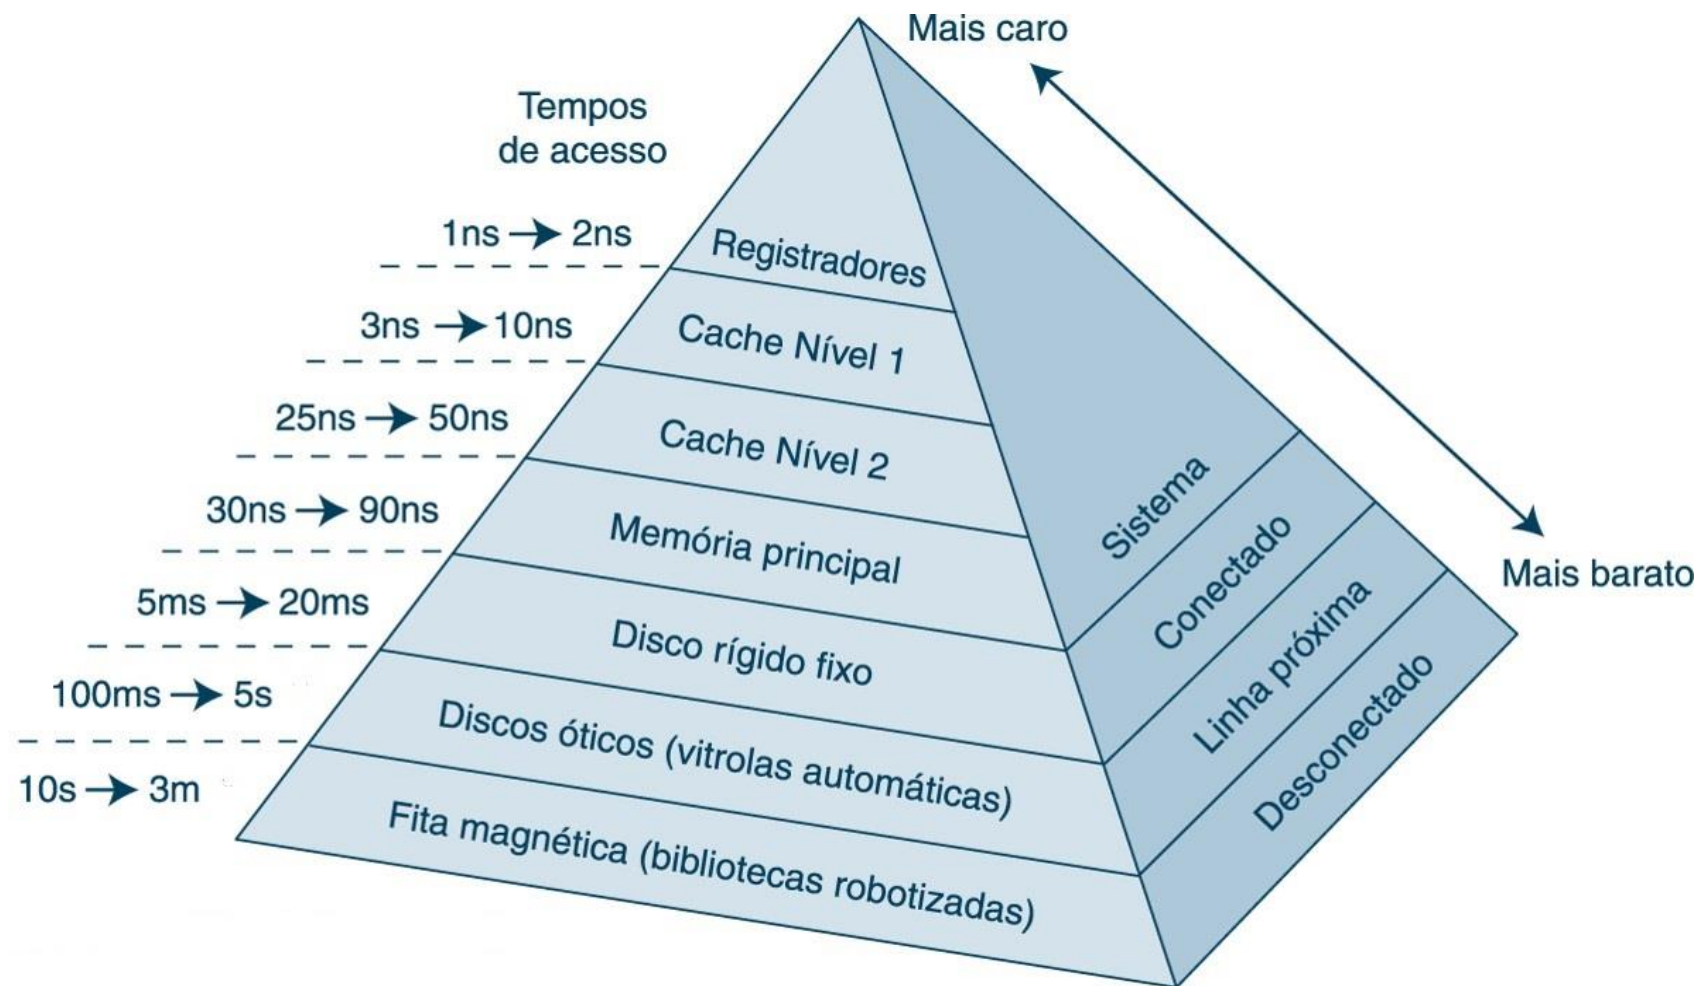 Mais caro
Tempos
de acesso
1ns → 2ns
Registradores
3ns → 10ns
Cache Nível 1
25ns → 50ns
Cache Nível 2
30ns → 90ns
Memória principal
5ms → 20ms
Disco rígido fixo
100ms → 5s
Discos óticos (vitrolas automáticas)
10s → 3m
Fita magnética (bibliotecas robotizadas)
Sistema
Conectado
Linha próxima
Desconectado
Mais barato